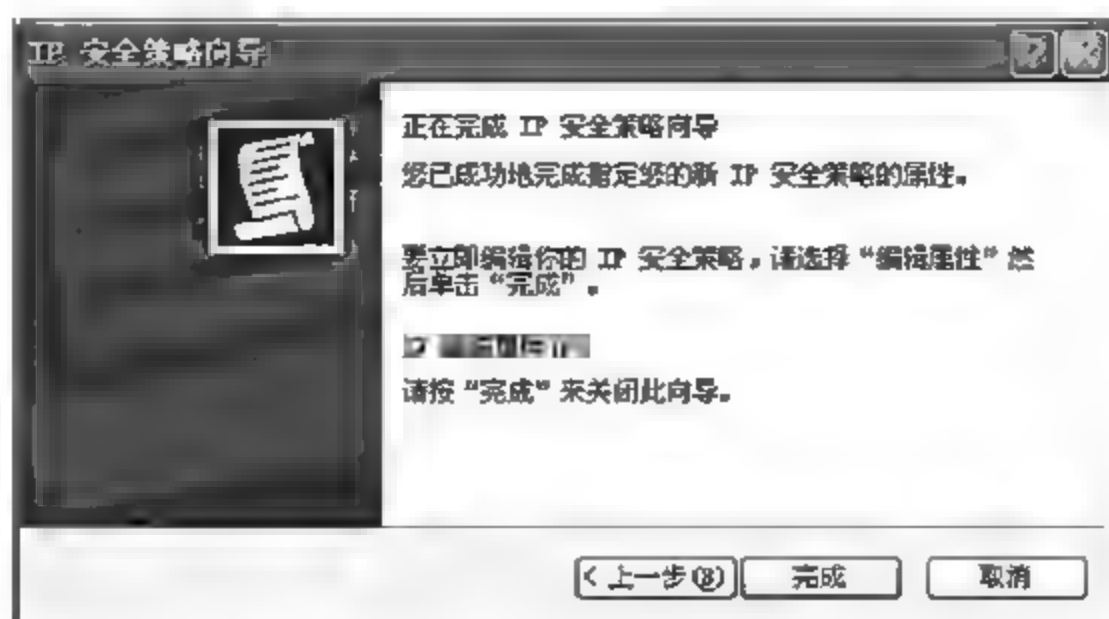 IP 安全策略向导
正在完成 IP 安全策略向导
您已成功地完成指定您的新 IP 安全策略的属性。
要立即编辑你的 IP 安全策略，请选择“编辑属性”然
后单击“完成”。
请按“完成”来关闭此向导。
< 上一步(B)
完成
取消